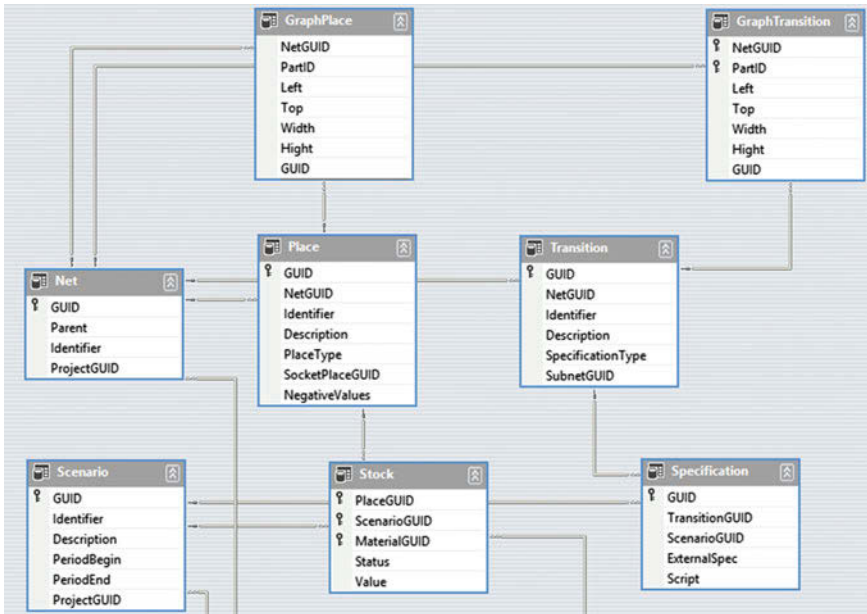 GraphPlace
NetGUID
PartID
Left
Top
Width
Hight
GUID
GraphTransition
NetGUID
PartID
Left
Top
Width
Hight
GUID
Net
GUID
Parent
Identifier
ProjectGUID
Place
GUID
NetGUID
Identifier
Description
PlaceType
SocketPlaceGUID
NegativeValues
Transition
GUID
NetGUID
Identifier
Description
SpecificationType
SubnetGUID
Scenario
GUID
Identifier
Description
PeriodBegin
PeriodEnd
ProjectGUID
Stock
PlaceGUID
ScenarioGUID
MaterialGUID
Status
Value
Specification
GUID
TransitionGUID
ScenarioGUID
ExternalSpec
Script